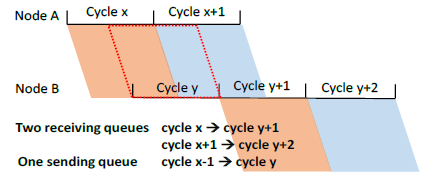 Node A Cycle x Cycle x+1
Node B Cycle y Cycle y+1 Cycle y+2
Two receiving queues cycle x → cycle y+1
cycle x+1 → cycle y+2
One sending queue cycle x-1 → cycle y